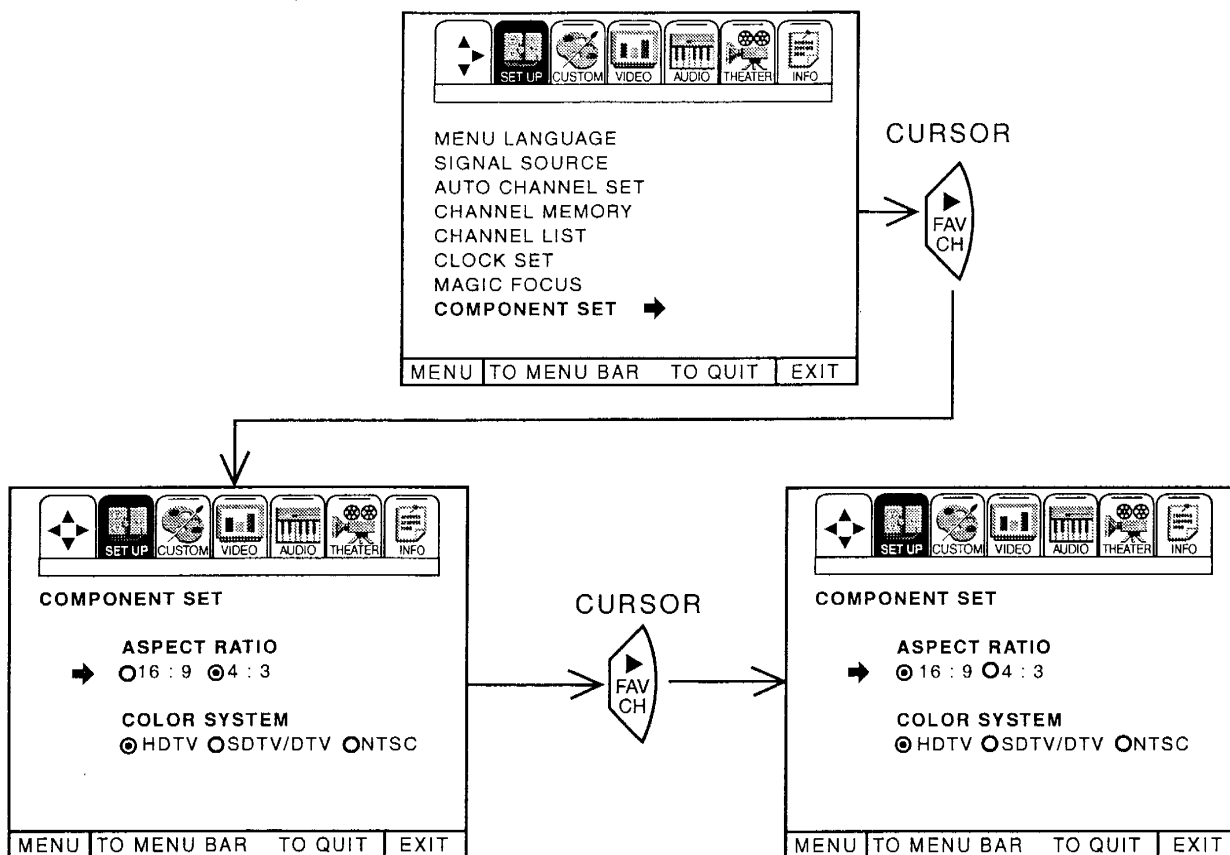 SET UP CUSTOM VIDEO AUDIO THEATER INFO
MENU LANGUAGE
SIGNAL SOURCE
AUTO CHANNEL SET
CHANNEL MEMORY
CHANNEL LIST
CLOCK SET
MAGIC FOCUS
COMPONENT SET
MENU TO MENU BAR TO QUIT EXIT
CURSOR
FAV
CH
SET UP CUSTOM VIDEO AUDIO THEATER INFO
COMPONENT SET
ASPECT RATIO
16 : 9 4 : 3
COLOR SYSTEM
HDTV SDTV/DTV NTSC
MENU TO MENU BAR TO QUIT EXIT
CURSOR
FAV
CH
SET UP CUSTOM VIDEO AUDIO THEATER INFO
COMPONENT SET
ASPECT RATIO
16 : 9 4 : 3
COLOR SYSTEM
HDTV SDTV/DTV NTSC
MENU TO MENU BAR TO QUIT EXIT